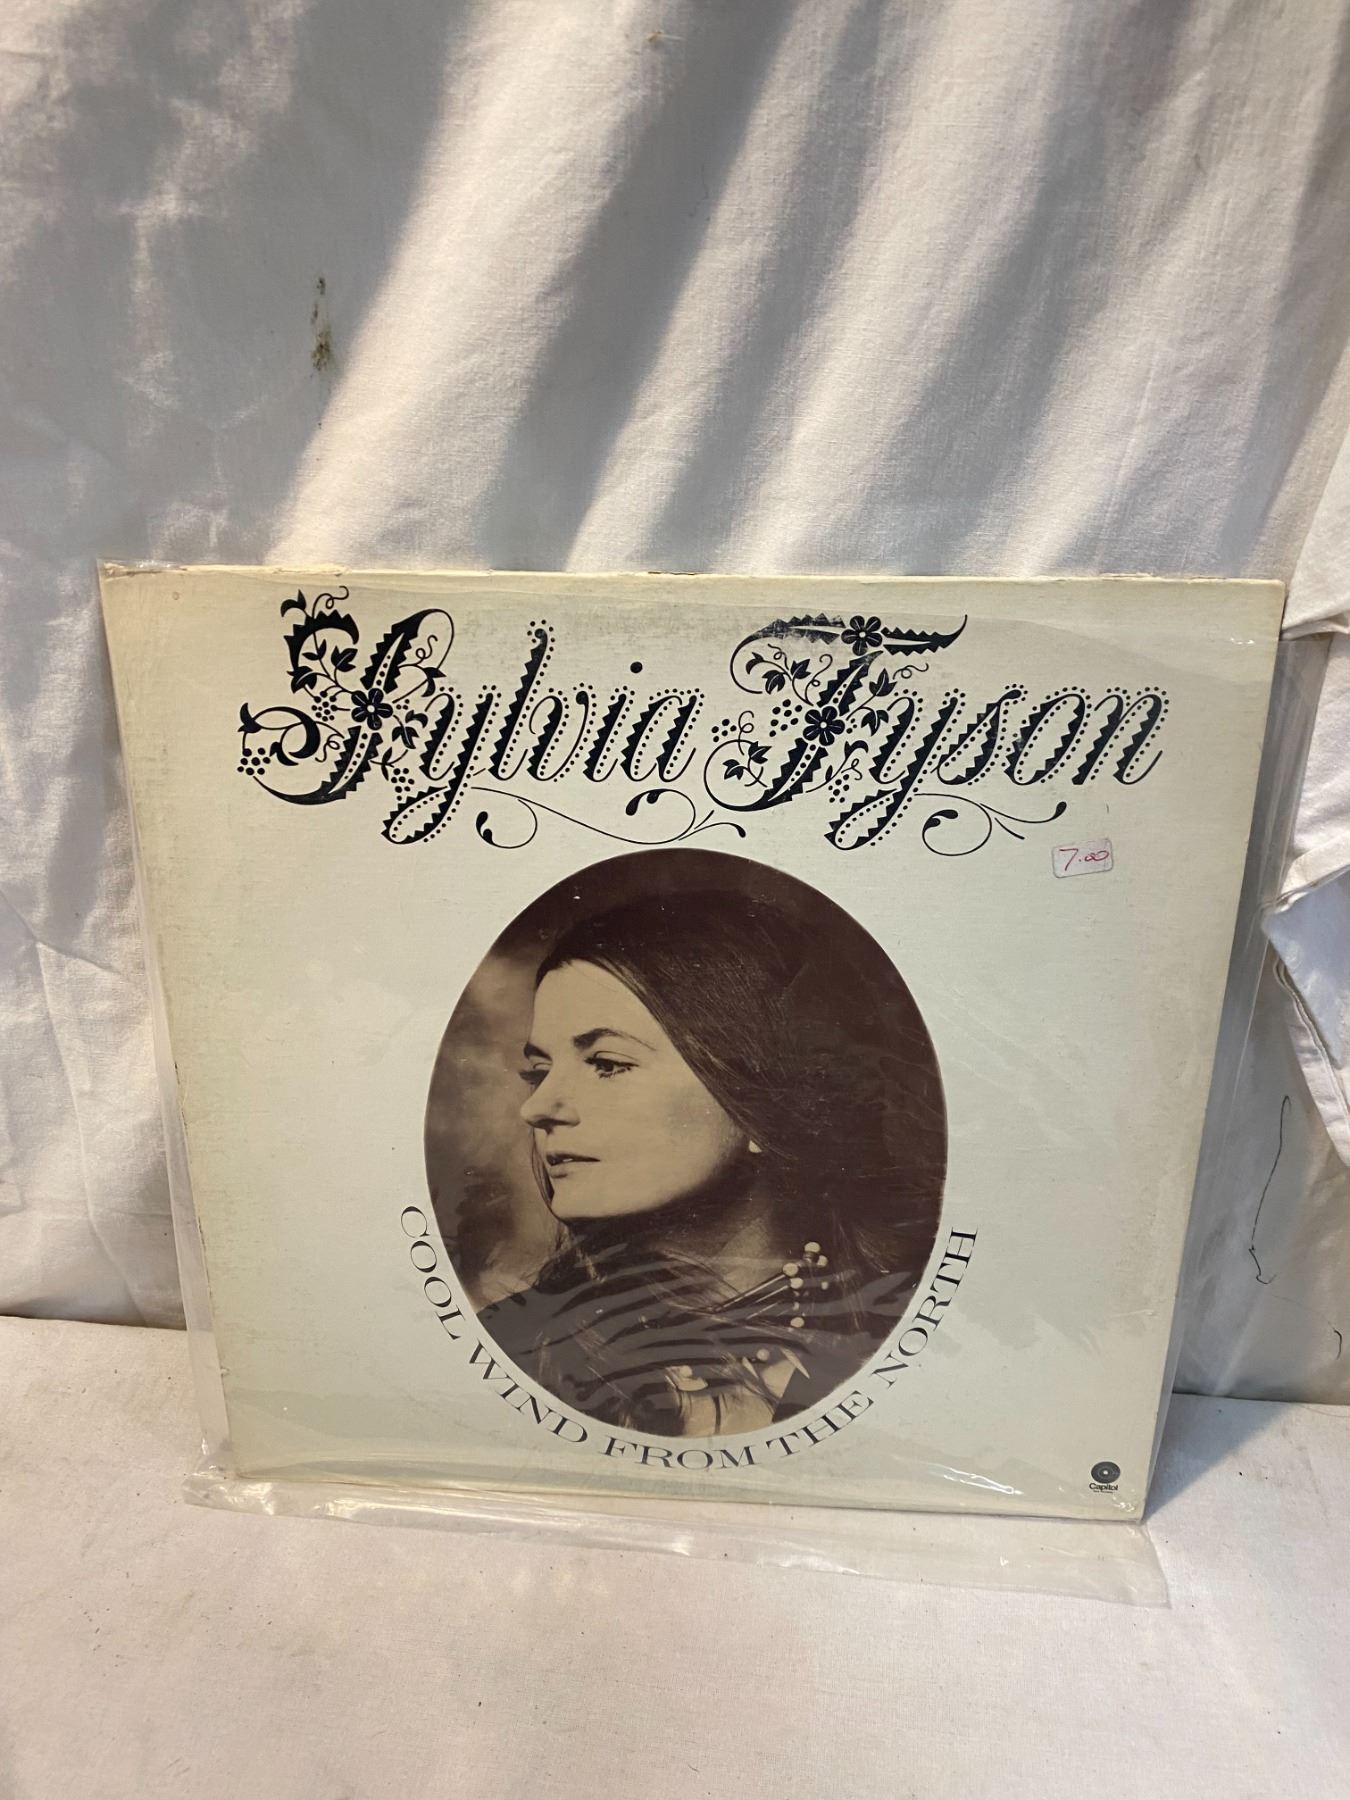 Sylvia Tyson
7.00
COOL WIND FROM THE NORTH
Capitol